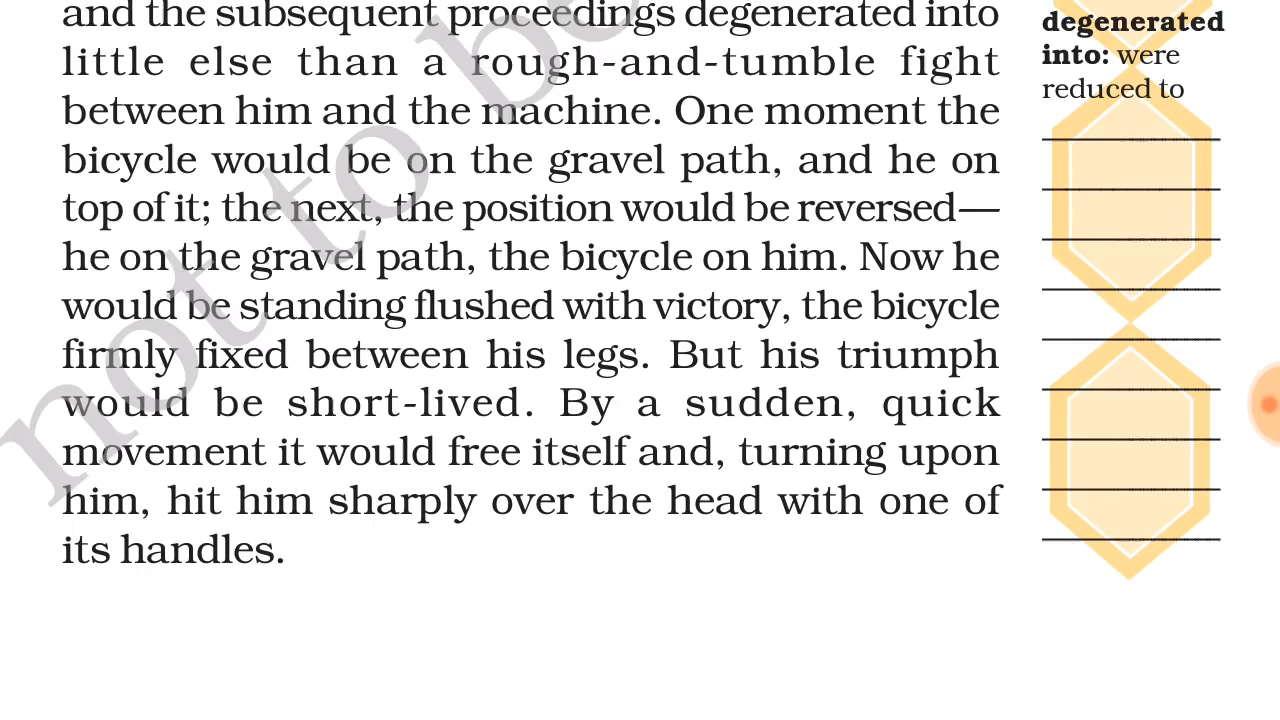 and the subsequent proceedings degenerated into
little else than a rough-and-tumble fight
between him and the machine. One moment the
bicycle would be on the gravel path, and he on
top of it; the next, the position would be reversed—
he on the gravel path, the bicycle on him. Now he
would be standing flushed with victory, the bicycle
firmly fixed between his legs. But his triumph
would be short-lived. By a sudden, quick
movement it would free itself and, turning upon
him, hit him sharply over the head with one of
its handles.
degenerated
into: were
reduced to
not to be